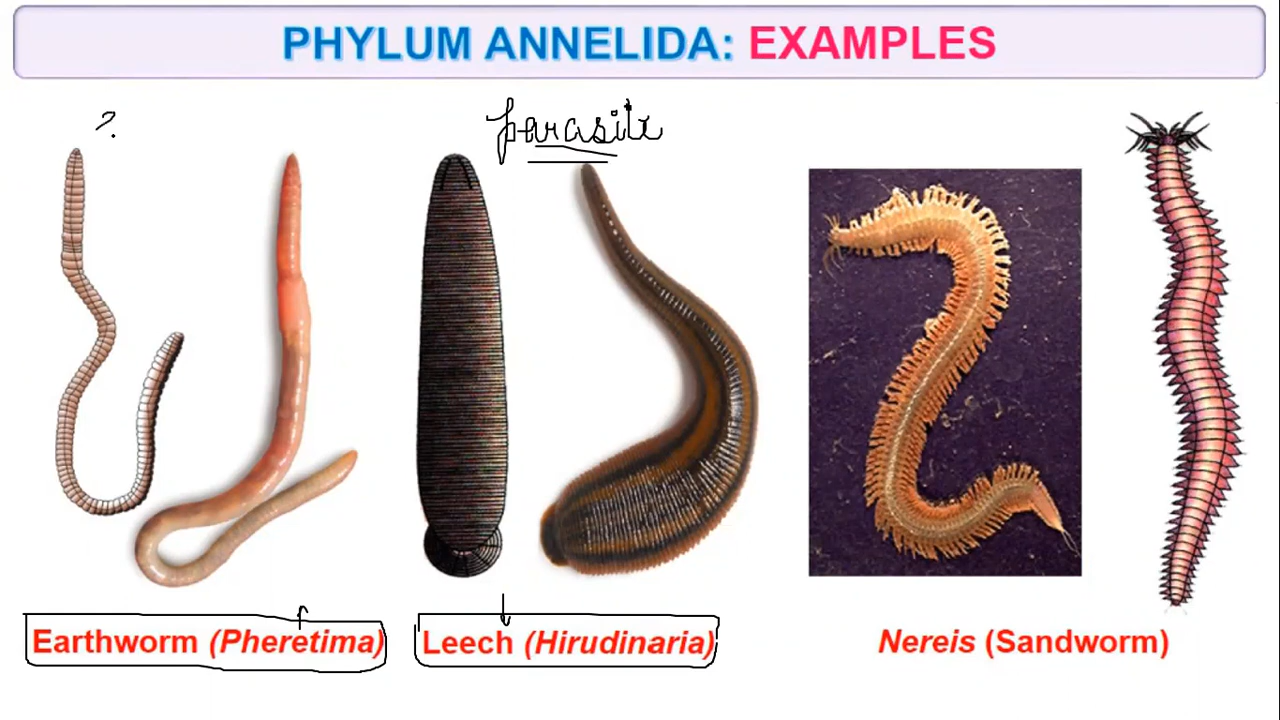 PHYLUM ANNELIDA: EXAMPLES
?
parasite
Earthworm (Pheretima)
Leech (Hirudinaria)
Nereis (Sandworm)